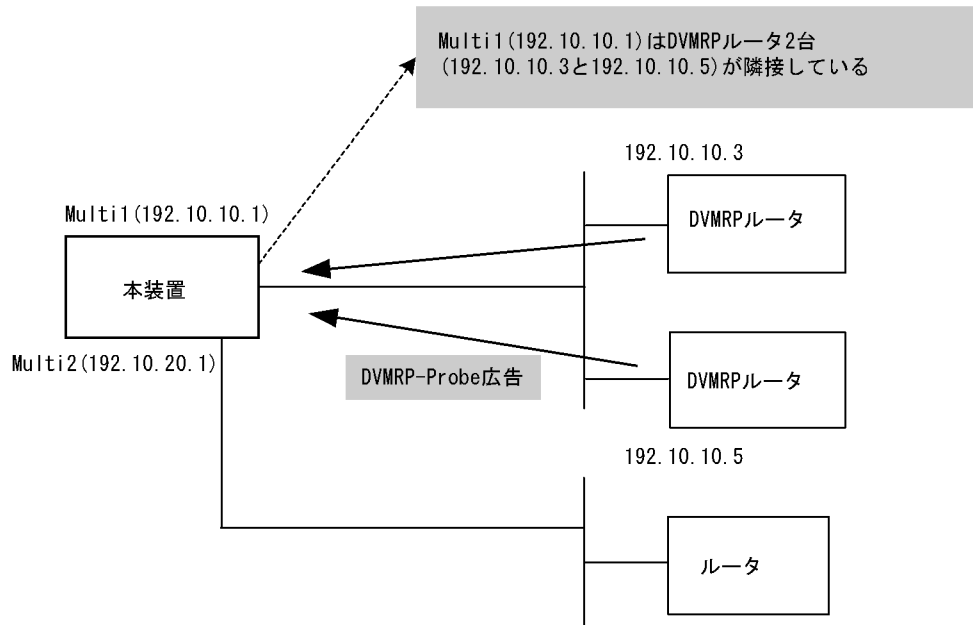 Multi1(192.10.10.1)はDVMRPルータ2台
(192.10.10.3と192.10.10.5)が隣接している
192.10.10.3
Multi1(192.10.10.1)
DVMRPルータ
本装置
Multi2(192.10.20.1)
DVMRP-Probe広告
DVMRPルータ
192.10.10.5
ルータ